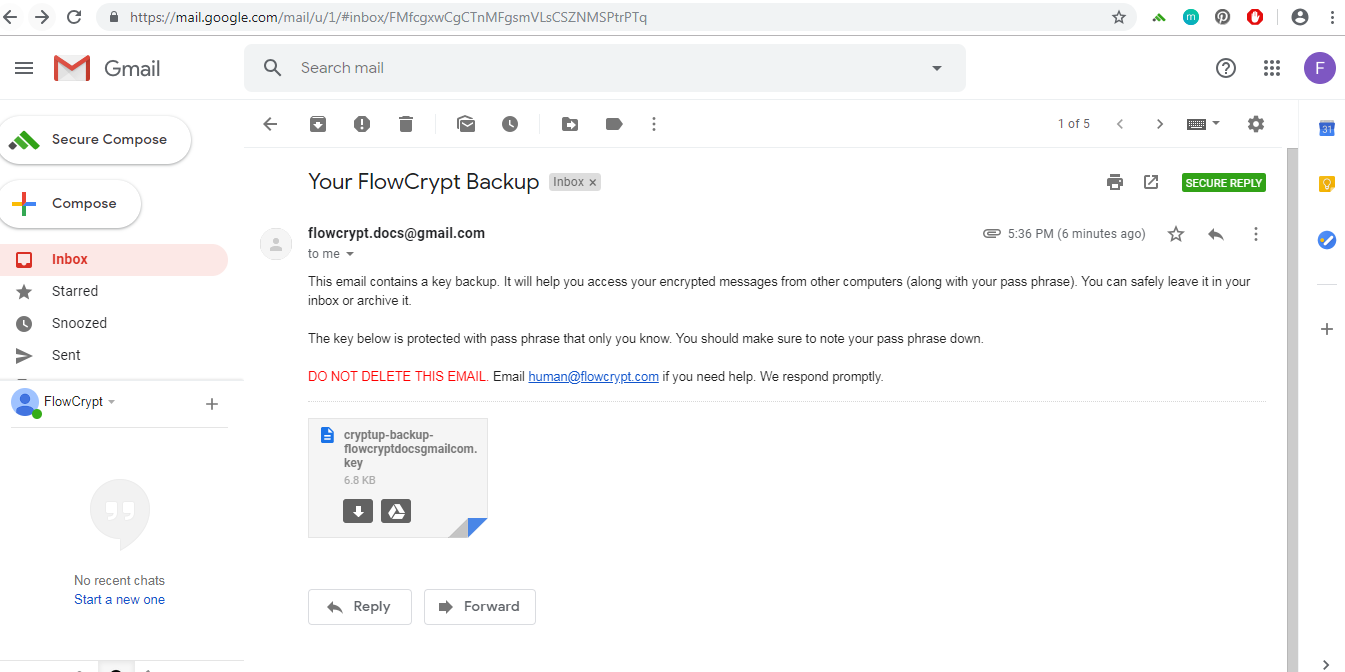 https://mail.google.com/mail/u/1/#inbox/FMfcgxwCgCTnMFgsmVLsCSZNMSPtrPTq
m
Gmail
Search mail
F
Secure Compose
1 of 5
31
Compose
Your FlowCrypt Backup
Inbox x
SECURE REPLY
flowcrypt.docs@gmail.com
5:36 PM (6 minutes ago)
to me
Inbox
Starred
Snoozed
Sent
This email contains a key backup. It will help you access your encrypted messages from other computers (along with your pass phrase). You can safely leave it in your
inbox or archive it.
The key below is protected with pass phrase that only you know. You should make sure to note your pass phrase down.
DO NOT DELETE THIS EMAIL. Email human@flowcrypt.com if you need help. We respond promptly.
FlowCrypt
cryptup-backup-
flowcryptdocsgmailcom.
key
6.8 KB
No recent chats
Start a new one
Reply
Forward